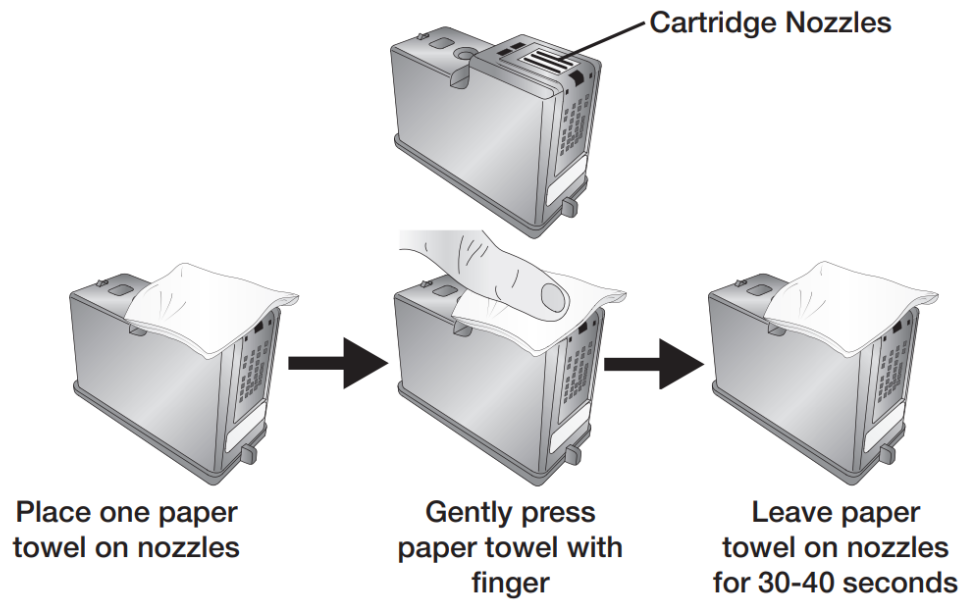 Cartridge Nozzles
Place one paper
towel on nozzles
Gently press
paper towel with
finger
Leave paper
towel on nozzles
for 30-40 seconds